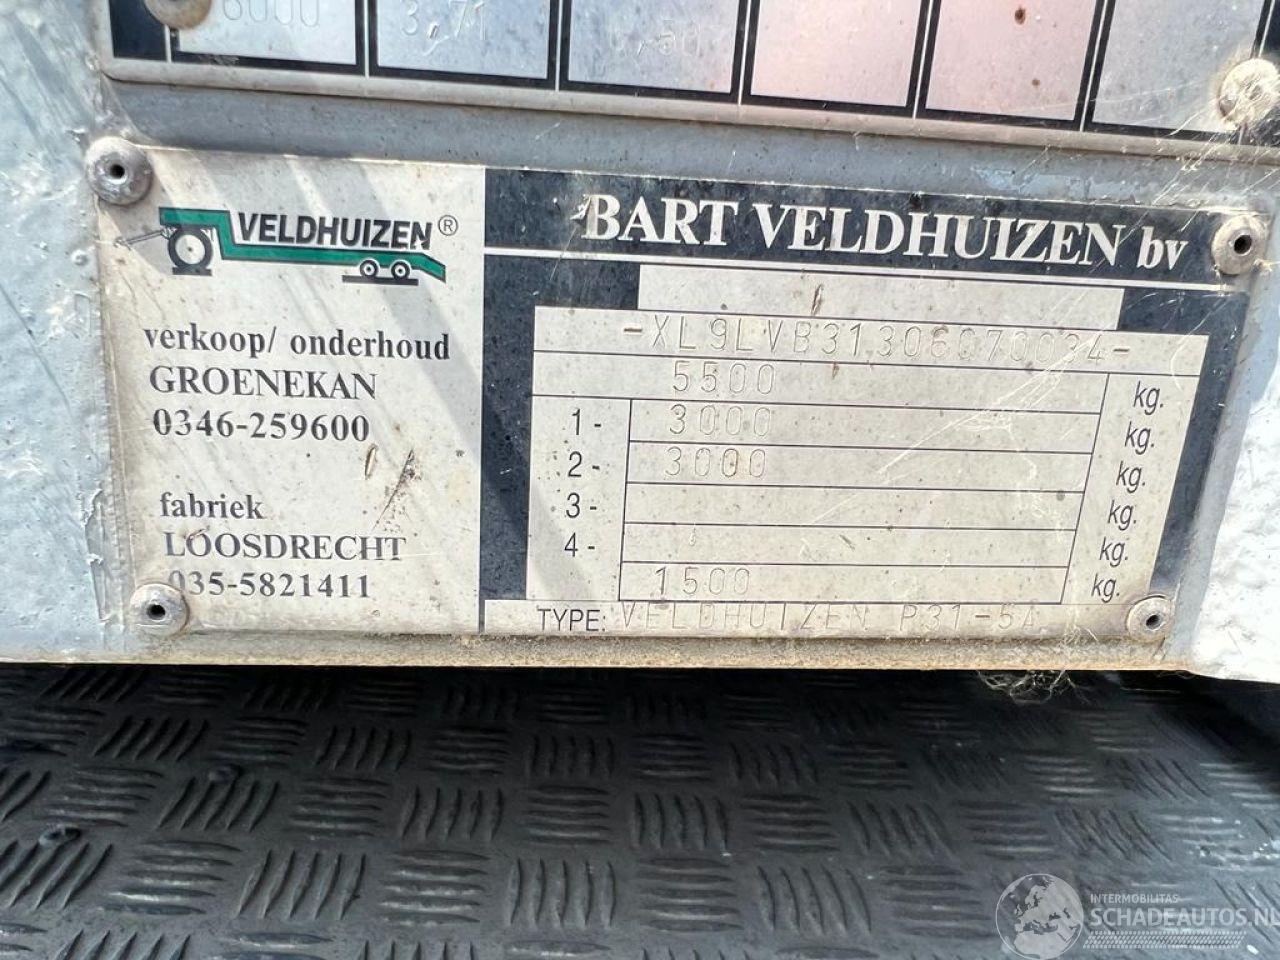 6000 3,71
VELDHUIZEN®
verkoop/ onderhoud
GROENEKAN
0346-259600
fabriek
LOOSDRECHT
035-5821411
BART VELDHUIZEN bv
-XL9LVB31306070034-
5500 kg.
1- 3000 kg.
2- 3000 kg.
3- kg.
4- kg.
1500 kg.
TYPE: VELDHUIZEN P31-5A
INTERMOBILITAS
SCHADEAUTOS.NL